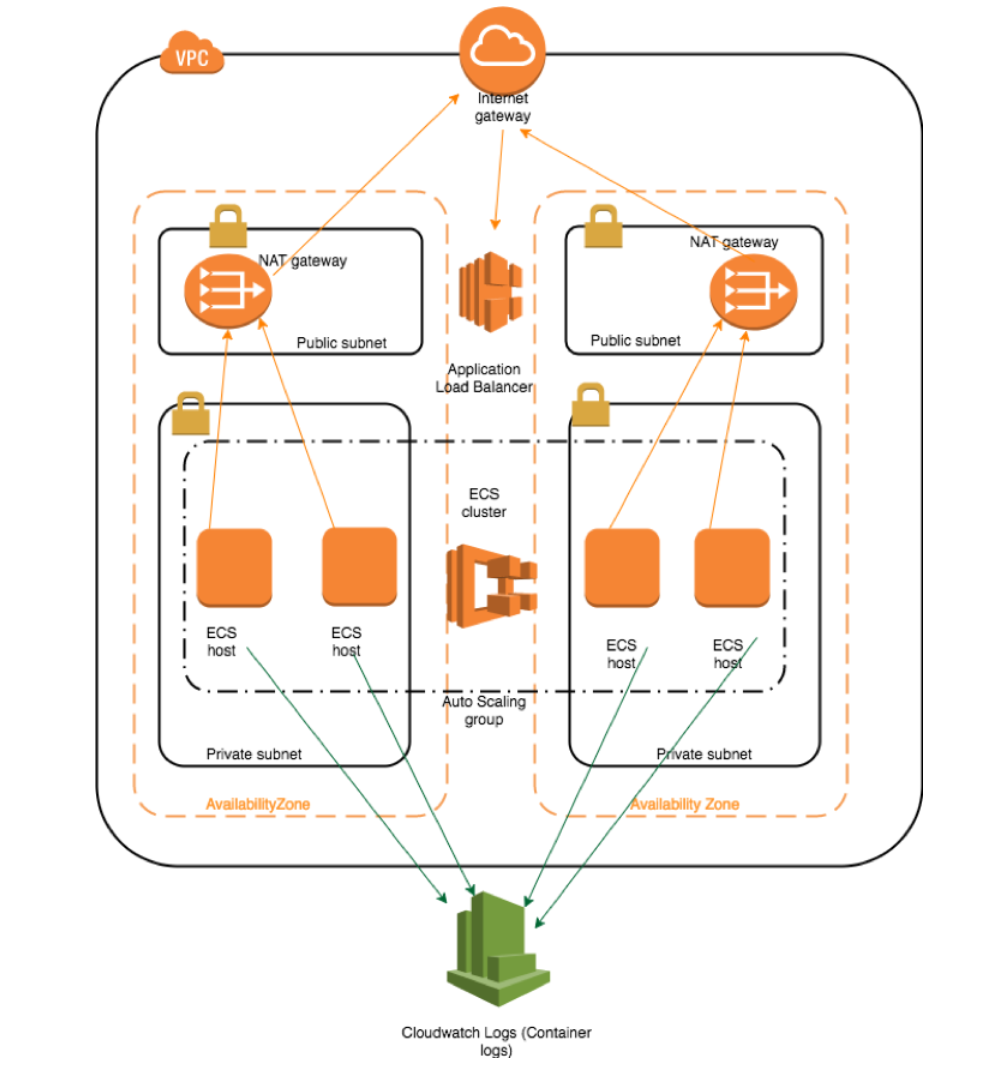 VPC
Internet
gateway
NAT gateway
NAT gateway
Public subnet
Public subnet
Application
Load Balancer
ECS
cluster
ECS
host
ECS
host
ECS
host
ECS
host
Auto Scaling
group
Private subnet
Private subnet
AvailabilityZone
Availability Zone
Cloudwatch Logs (Container
logs)